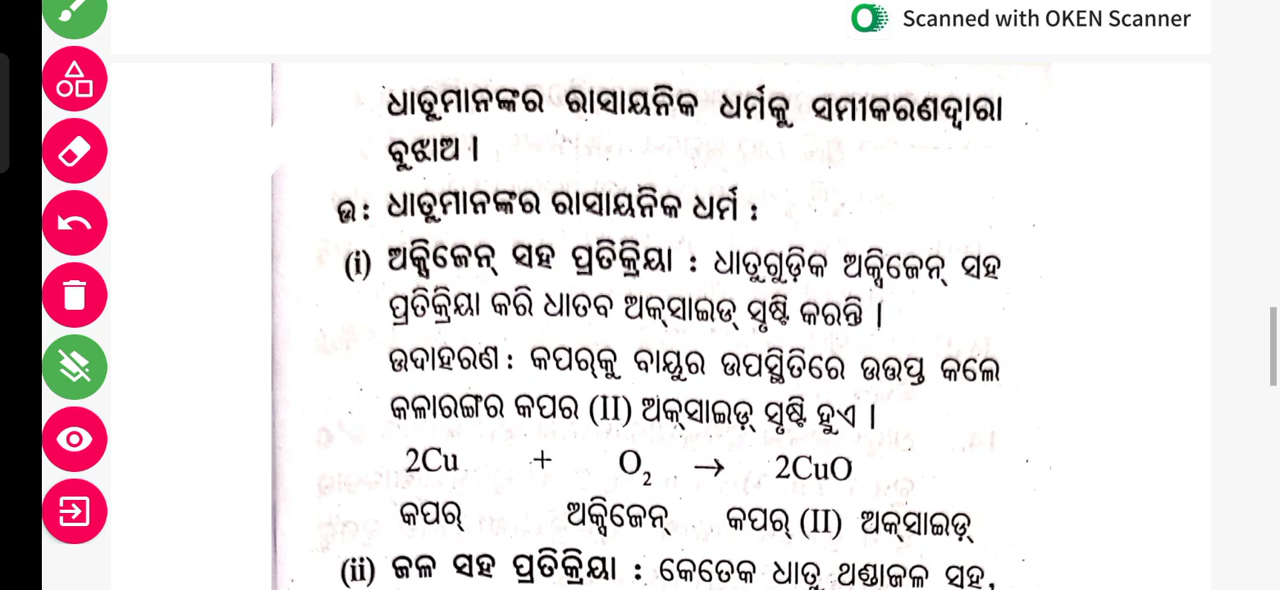 Scanned with OKEN Scanner
ଧାତୁମାନଙ୍କର ରାସାୟନିକ ଧର୍ମକୁ ସମୀକରଣଦ୍ୱାରା
ବୁଝାଅ ।
ଉ: ଧାତୁମାନଙ୍କର ରାସାୟନିକ ଧର୍ମ :
(i) ଅକ୍ସିଜେନ୍ ସହ ପ୍ରତିକ୍ରିୟା : ଧାତୁଗୁଡ଼ିକ ଅକ୍ସିଜେନ୍ ସହ
ପ୍ରତିକ୍ରିୟା କରି ଧାତବ ଅକ୍‌ସାଇଡ୍ ସୃଷ୍ଟି କରନ୍ତି ।
ଉଦାହରଣ : କପର୍‌କୁ ବାୟୁର ଉପସ୍ଥିତିରେ ଉତ୍ତପ୍ତ କଲେ
କଳାରଙ୍ଗର କପର (II) ଅକ୍‌ସାଇଡ଼୍ ସୃଷ୍ଟି ହୁଏ ।
2Cu + O₂ → 2CuO
କପର୍ ଅକ୍ସିଜେନ୍ କପର୍ (II) ଅକ୍‌ସାଇଡ଼୍
(ii) ଜଳ ସହ ପ୍ରତିକ୍ରିୟା : କେତେକ ଧାତୁ ଥଣ୍ଡାଜଳ ସହ,